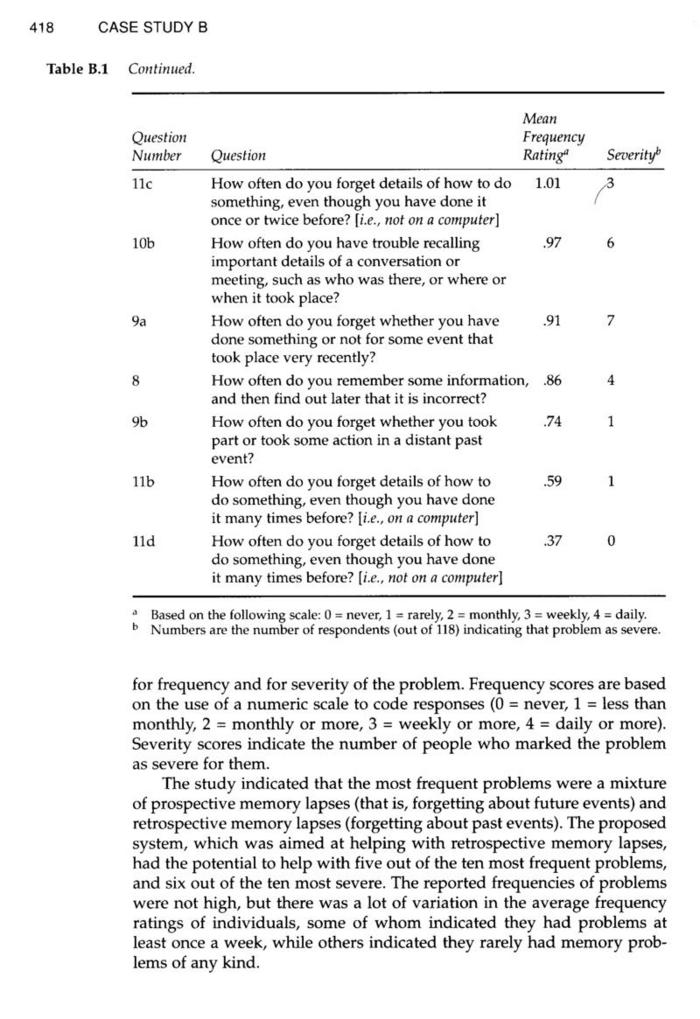 418 CASE STUDY B
Table B.1 Continued.
Mean
Question Frequency
Number Question Ratingᵃ Severityᵇ
11c How often do you forget details of how to do 1.01 3
something, even though you have done it
once or twice before? [i.e., not on a computer]
10b How often do you have trouble recalling .97 6
important details of a conversation or
meeting, such as who was there, or where or
when it took place?
9a How often do you forget whether you have .91 7
done something or not for some event that
took place very recently?
8 How often do you remember some information, .86 4
and then find out later that it is incorrect?
9b How often do you forget whether you took .74 1
part or took some action in a distant past
event?
11b How often do you forget details of how to .59 1
do something, even though you have done
it many times before? [i.e., on a computer]
11d How often do you forget details of how to .37 0
do something, even though you have done
it many times before? [i.e., not on a computer]
ᵃ Based on the following scale: 0 = never, 1 = rarely, 2 = monthly, 3 = weekly, 4 = daily.
ᵇ Numbers are the number of respondents (out of 118) indicating that problem as severe.
for frequency and for severity of the problem. Frequency scores are based
on the use of a numeric scale to code responses (0 = never, 1 = less than
monthly, 2 = monthly or more, 3 = weekly or more, 4 = daily or more).
Severity scores indicate the number of people who marked the problem
as severe for them.
The study indicated that the most frequent problems were a mixture
of prospective memory lapses (that is, forgetting about future events) and
retrospective memory lapses (forgetting about past events). The proposed
system, which was aimed at helping with retrospective memory lapses,
had the potential to help with five out of the ten most frequent problems,
and six out of the ten most severe. The reported frequencies of problems
were not high, but there was a lot of variation in the average frequency
ratings of individuals, some of whom indicated they had problems at
least once a week, while others indicated they rarely had memory prob-
lems of any kind.